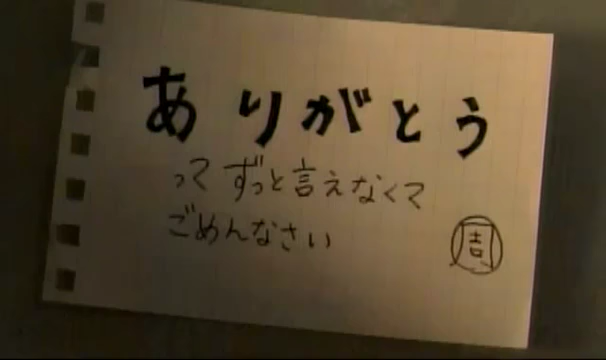 ありがとう
って ずっと言えなくて
ごめんなさい
周